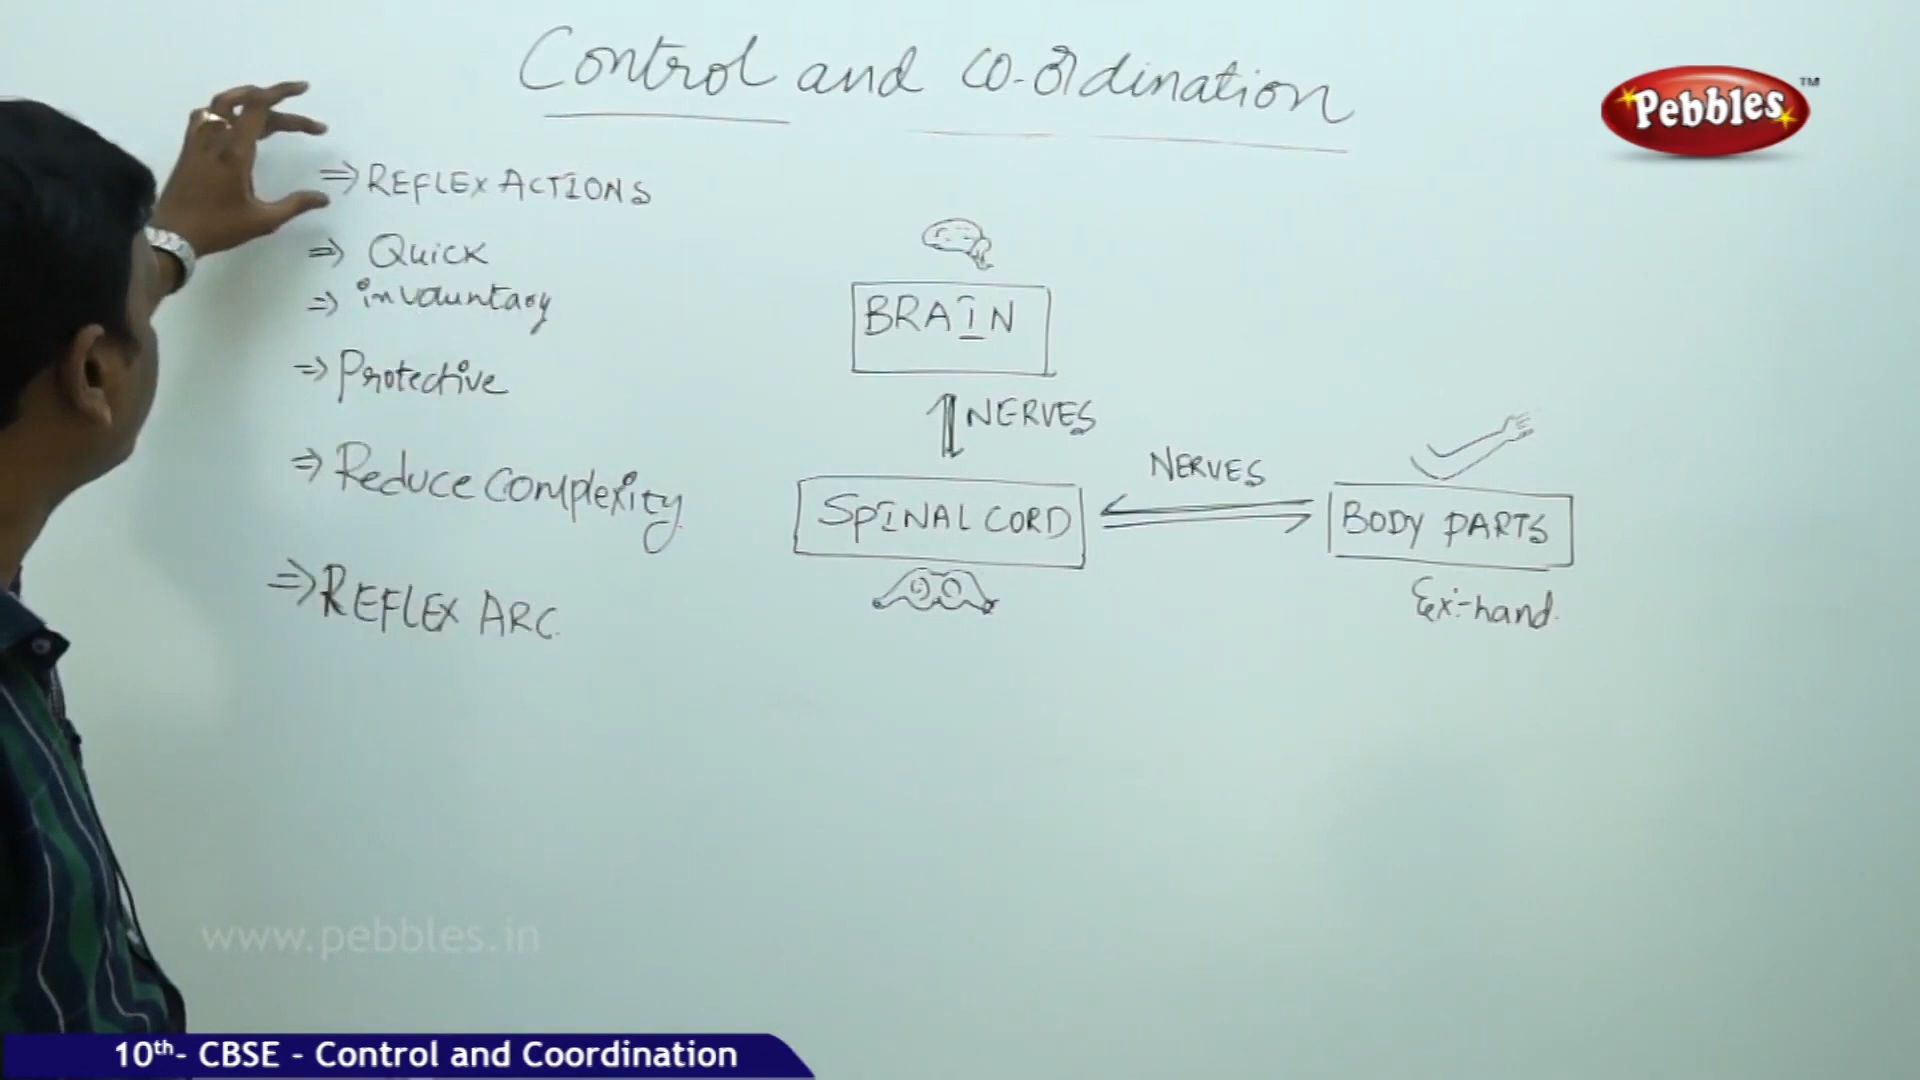 Control and co-ordination
Pebbles™
⇒ REFLEX ACTIONS
⇒ Quick
⇒ involuntary
⇒ Protective
⇒ Reduce complexity
⇒ REFLEX ARC
BRAIN
NERVES
NERVES
SPINAL CORD
BODY PARTS
Ex:-hand.
www.pebbles.in
10th- CBSE - Control and Coordination